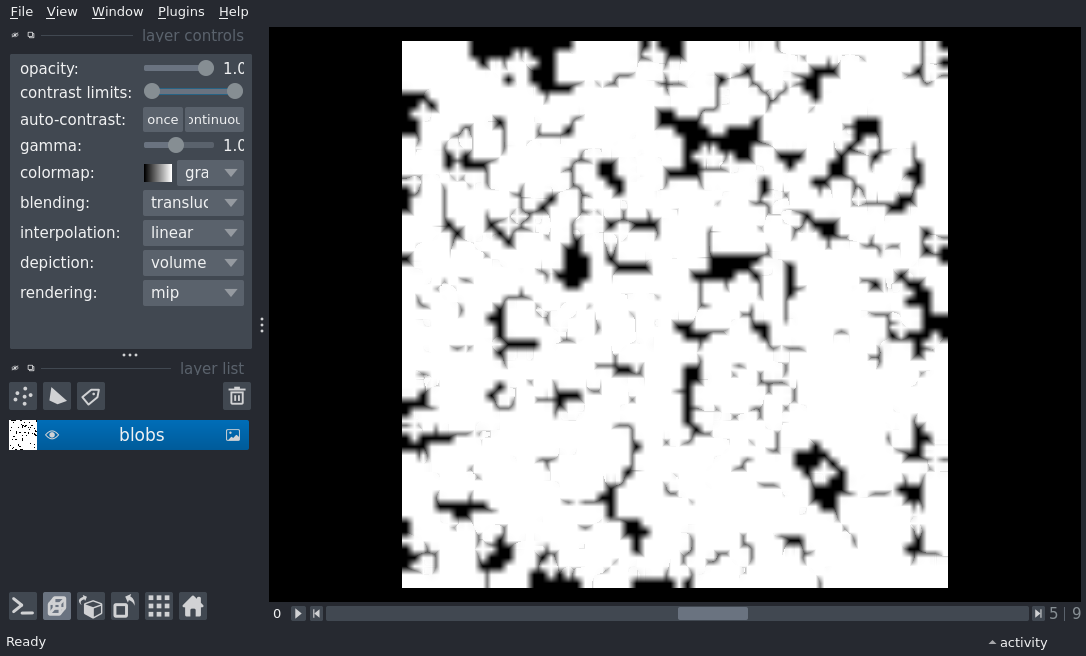 File View Window Plugins Help
layer controls
opacity: 1.0
contrast limits:
auto-contrast: once ontinuou
gamma: 1.0
colormap: gra
blending: transluc
interpolation: linear
depiction: volume
rendering: mip
layer list
blobs
0 5 | 9
Ready activity